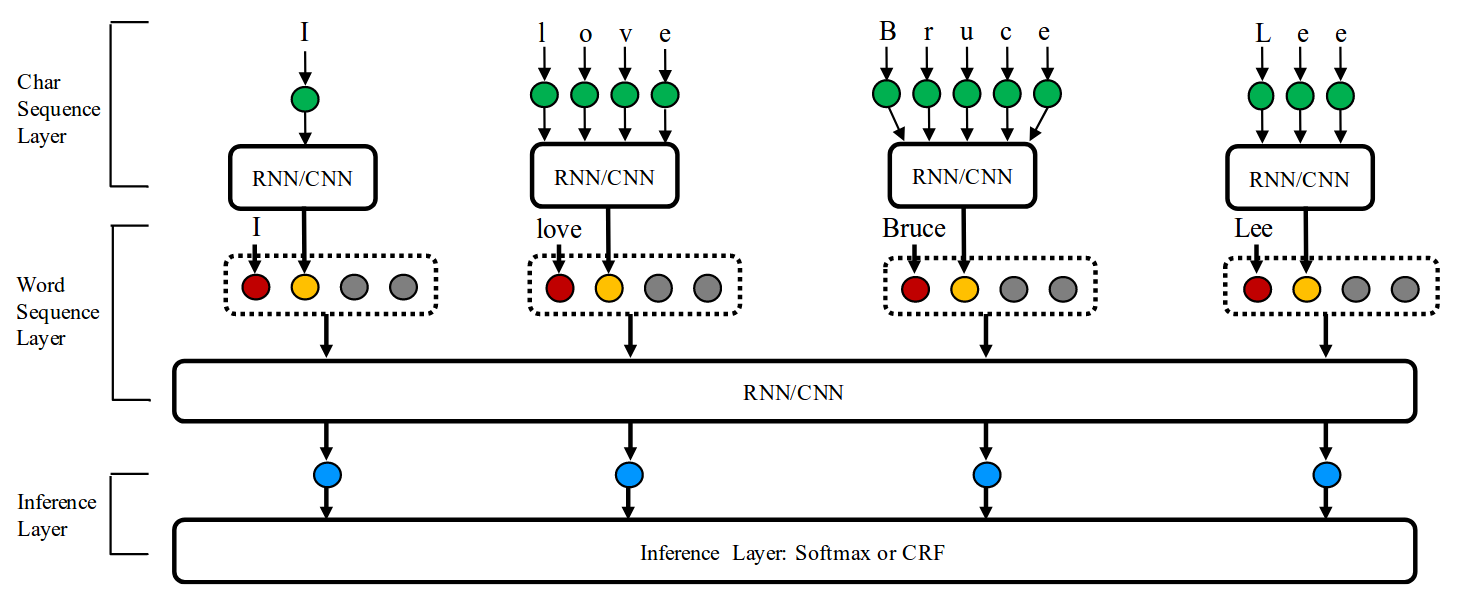 I
l o v e
B r u c e
L e e
Char
Sequence
Layer
RNN/CNN
RNN/CNN
RNN/CNN
RNN/CNN
I
love
Bruce
Lee
Word
Sequence
Layer
RNN/CNN
Inference
Layer
Inference Layer: Softmax or CRF